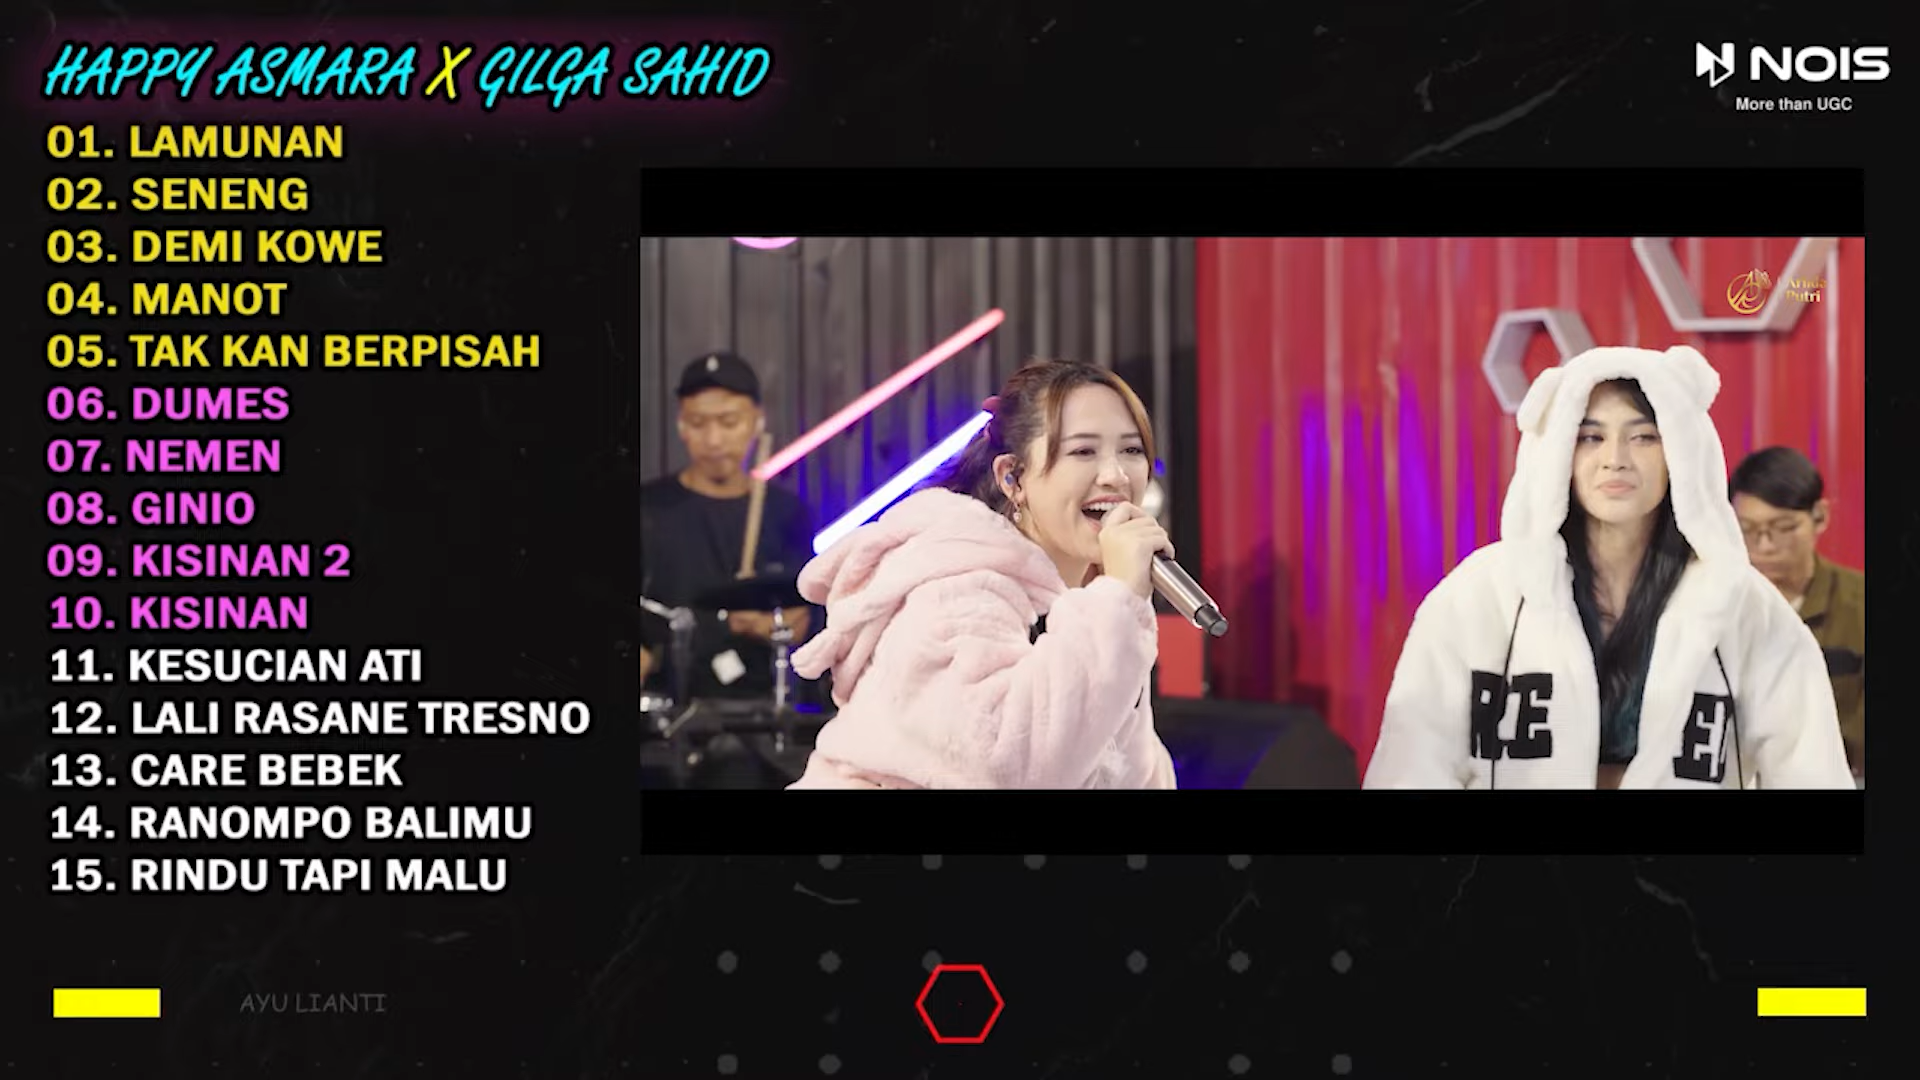 HAPPY ASMARA X GILGA SAHID
NOIS
More than UGC
01. LAMUNAN
02. SENENG
03. DEMI KOWE
04. MANOT
05. TAK KAN BERPISAH
06. DUMES
07. NEMEN
08. GINIO
09. KISINAN 2
10. KISINAN
11. KESUCIAN ATI
12. LALI RASANE TRESNO
13. CARE BEBEK
14. RANOMPO BALIMU
15. RINDU TAPI MALU
Putri
RE
AYU LIANTI